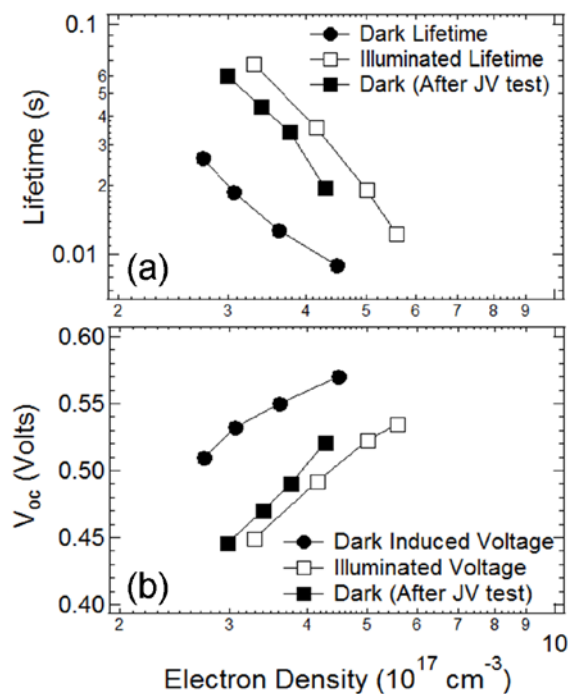 0.1
Dark Lifetime
Illuminated Lifetime
Dark (After JV test)
6
5
4
3
2
0.01
Lifetime (s)
(a)
2 3 4 5 6 7 8 9
0.60
0.55
0.50
0.45
0.40
V_oc (Volts)
Dark Induced Voltage
Illuminated Voltage
Dark (After JV test)
(b)
2 3 4 5 6 7 8 9
10
Electron Density (10^17 cm^-3)